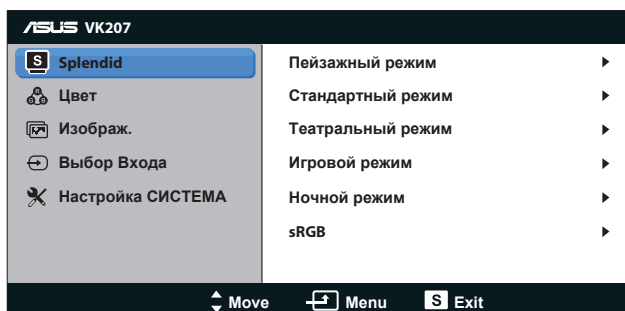 ASUS VK207
S Splendid
Цвет
Изображ.
Выбор Входа
Настройка СИСТЕМА
Пейзажный режим
Стандартный режим
Театральный режим
Игровой режим
Ночной режим
sRGB
Move Menu S Exit